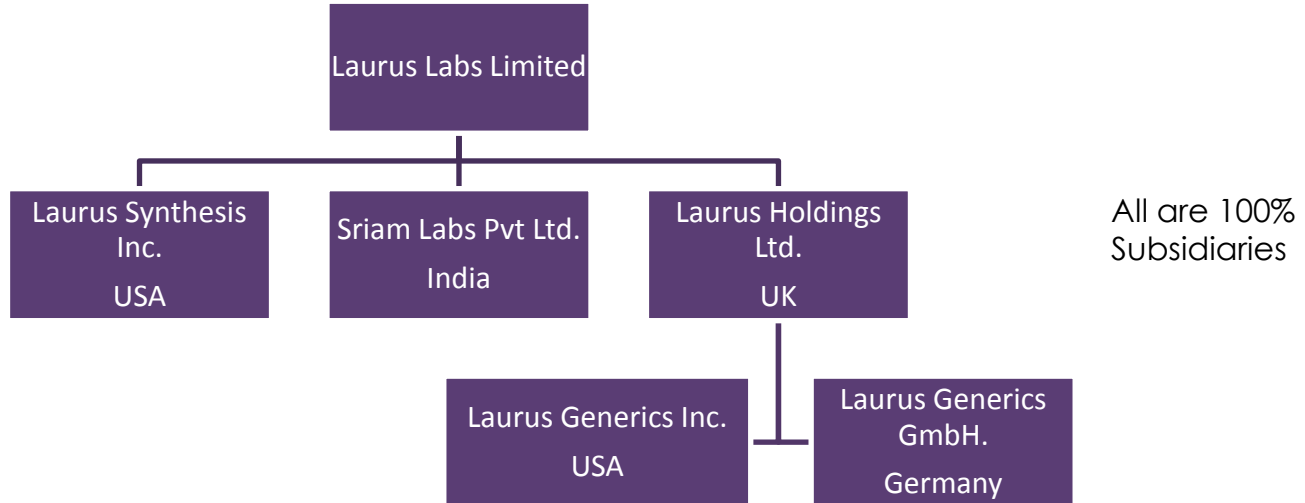 Laurus Labs Limited
Laurus Synthesis
Inc.
USA
Sriam Labs Pvt Ltd.
India
Laurus Holdings
Ltd.
UK
All are 100%
Subsidiaries
Laurus Generics Inc.
USA
Laurus Generics
GmbH.
Germany